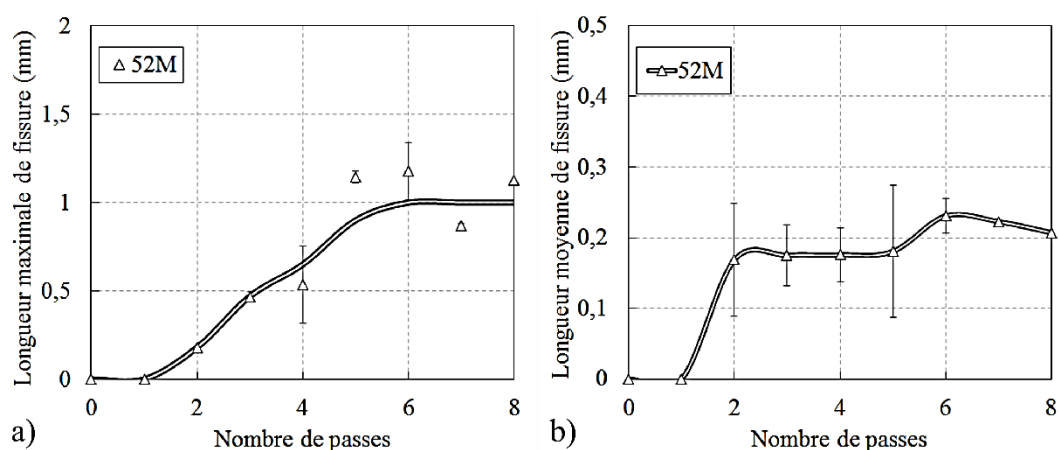 2
1,5
1
0,5
0
52M
Longueur maximale de fissure (mm)
0 2 4 6 8
Nombre de passes
a)
0,5
0,4
0,3
0,2
0,1
0
52M
Longueur moyenne de fissure (mm)
0 2 4 6 8
Nombre de passes
b)